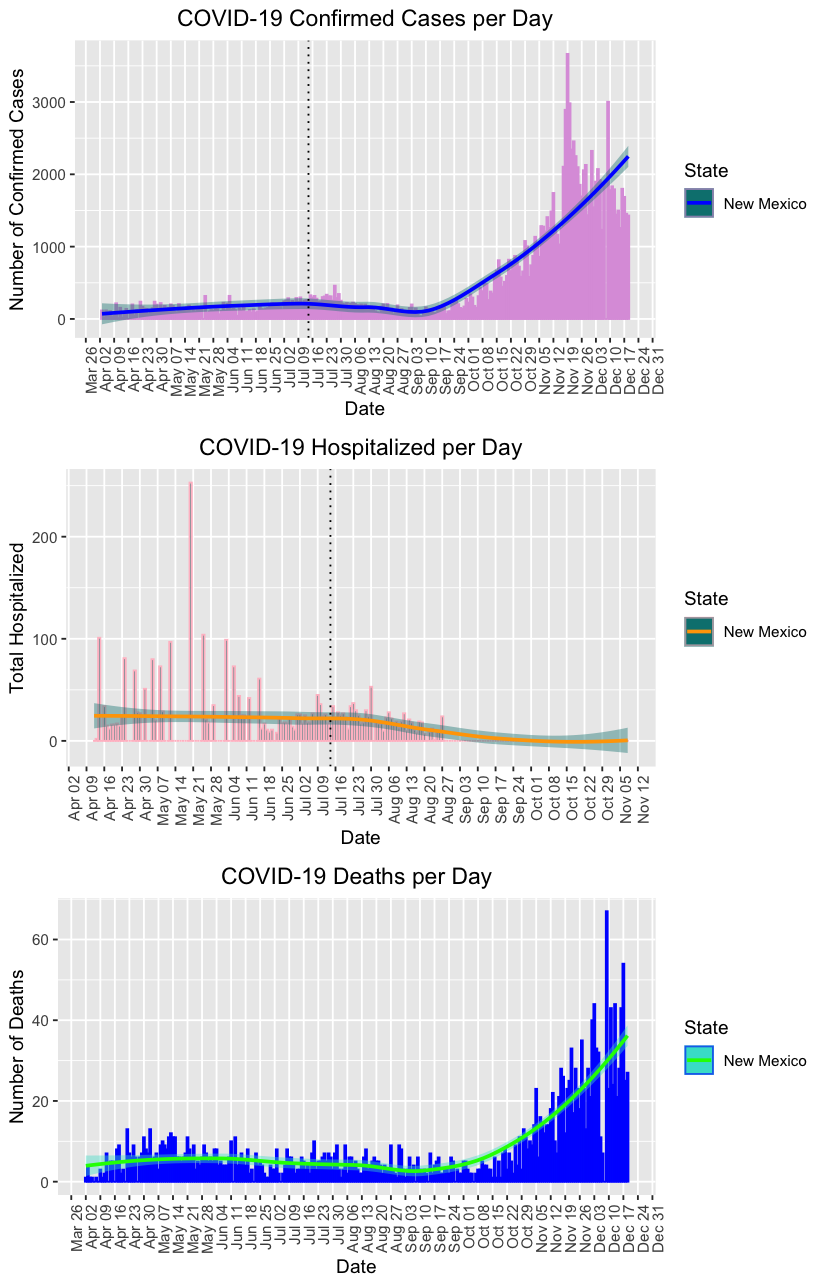 COVID-19 Confirmed Cases per Day
Number of Confirmed Cases
3000
2000
1000
0
Mar 26
Apr 02
Apr 09
Apr 16
Apr 23
Apr 30
May 07
May 14
May 21
May 28
Jun 04
Jun 11
Jun 18
Jun 25
Jul 02
Jul 09
Jul 16
Jul 23
Jul 30
Aug 06
Aug 13
Aug 20
Aug 27
Sep 03
Sep 10
Sep 17
Sep 24
Oct 01
Oct 08
Oct 15
Oct 22
Oct 29
Nov 05
Nov 12
Nov 19
Nov 26
Dec 03
Dec 10
Dec 17
Dec 24
Dec 31
Date
State
New Mexico
COVID-19 Hospitalized per Day
Total Hospitalized
200
100
0
Apr 02
Apr 09
Apr 16
Apr 23
Apr 30
May 07
May 14
May 21
May 28
Jun 04
Jun 11
Jun 18
Jun 25
Jul 02
Jul 09
Jul 16
Jul 23
Jul 30
Aug 06
Aug 13
Aug 20
Aug 27
Sep 03
Sep 10
Sep 17
Sep 24
Oct 01
Oct 08
Oct 15
Oct 22
Oct 29
Nov 05
Nov 12
Date
State
New Mexico
COVID-19 Deaths per Day
Number of Deaths
60
40
20
0
Mar 26
Apr 02
Apr 09
Apr 16
Apr 23
Apr 30
May 07
May 14
May 21
May 28
Jun 04
Jun 11
Jun 18
Jun 25
Jul 02
Jul 09
Jul 16
Jul 23
Jul 30
Aug 06
Aug 13
Aug 20
Aug 27
Sep 03
Sep 10
Sep 17
Sep 24
Oct 01
Oct 08
Oct 15
Oct 22
Oct 29
Nov 05
Nov 12
Nov 19
Nov 26
Dec 03
Dec 10
Dec 17
Dec 24
Dec 31
Date
State
New Mexico